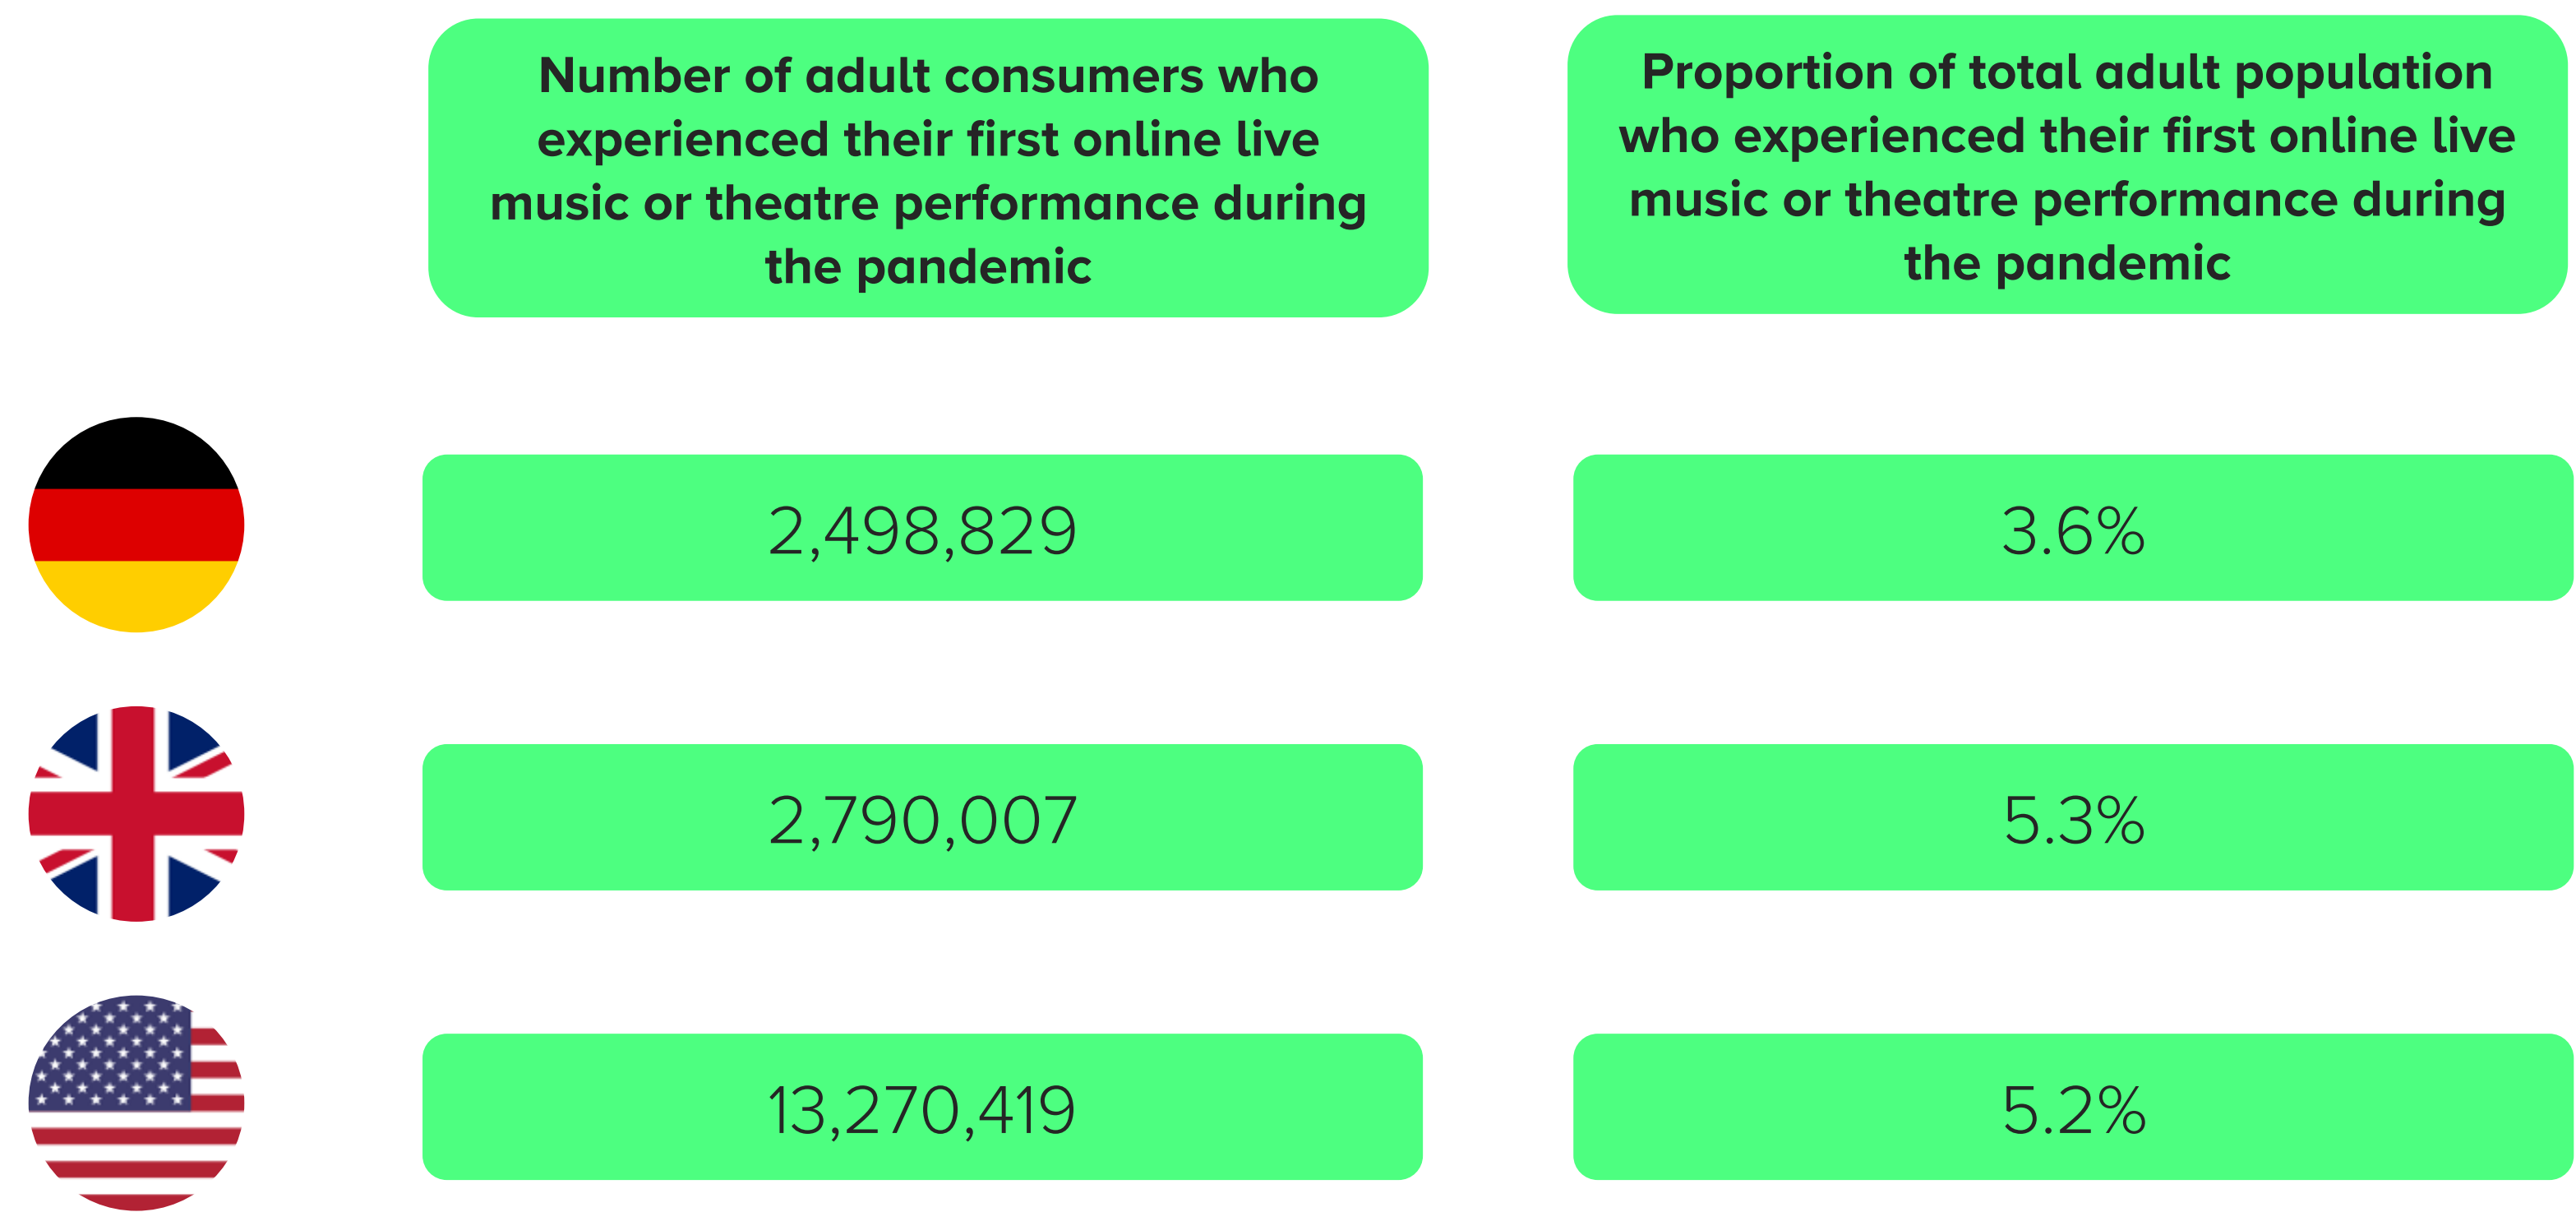 Number of adult consumers who
experienced their first online live
music or theatre performance during
the pandemic
Proportion of total adult population
who experienced their first online live
music or theatre performance during
the pandemic
2,498,829
3.6%
2,790,007
5.3%
13,270,419
5.2%